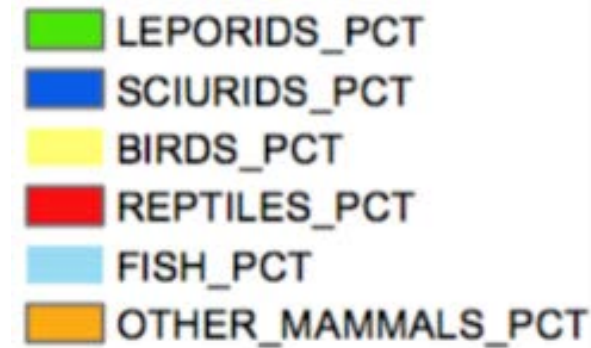 LEPORIDS_PCT
SCIURIDS_PCT
BIRDS_PCT
REPTILES_PCT
FISH_PCT
OTHER_MAMMALS_PCT